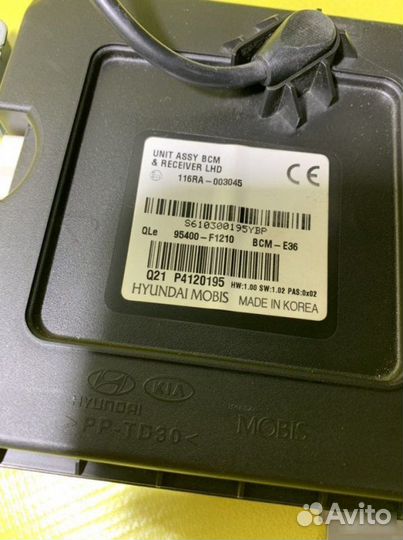 UNIT ASSY BCM
& RECEIVER LHD
116RA-003045
CE
S610300195YBP
QLe 95400-F1210 BCM-E36
Q21 P4120195 HW:1.00 SW:1.02 PAS:0x02
HYUNDAI MOBIS MADE IN KOREA
HYUNDAI KIA
>PP-TD30< MOBIS
Avito